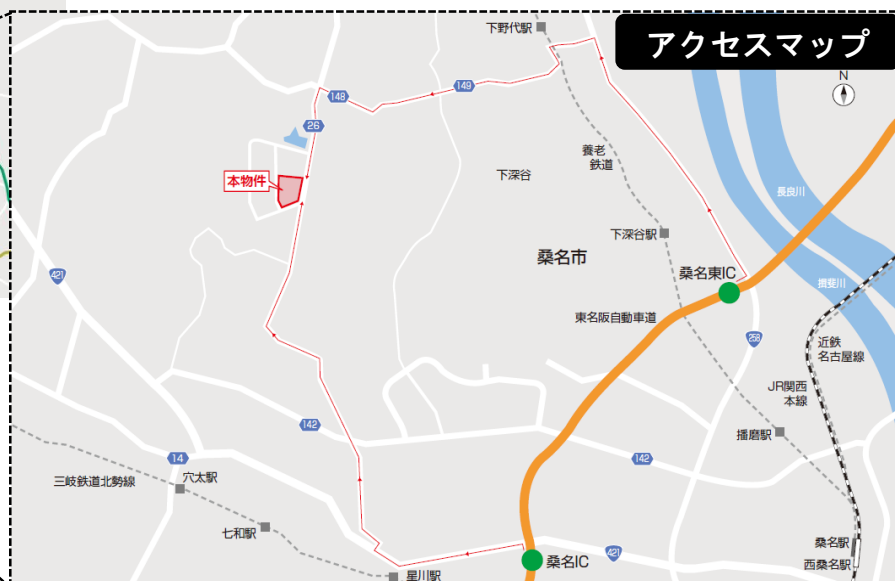 アクセスマップ
下野代駅
N
148
149
26
養老
鉄道
本物件
下深谷
長良川
下深谷駅
桑名市
桑名東IC
421
揖斐川
東名阪自動車道
258
近鉄
名古屋線
JR関西
本線
142
播磨駅
14
142
三岐鉄道北勢線
穴太駅
七和駅
桑名駅
421
桑名IC
西桑名駅
星川駅